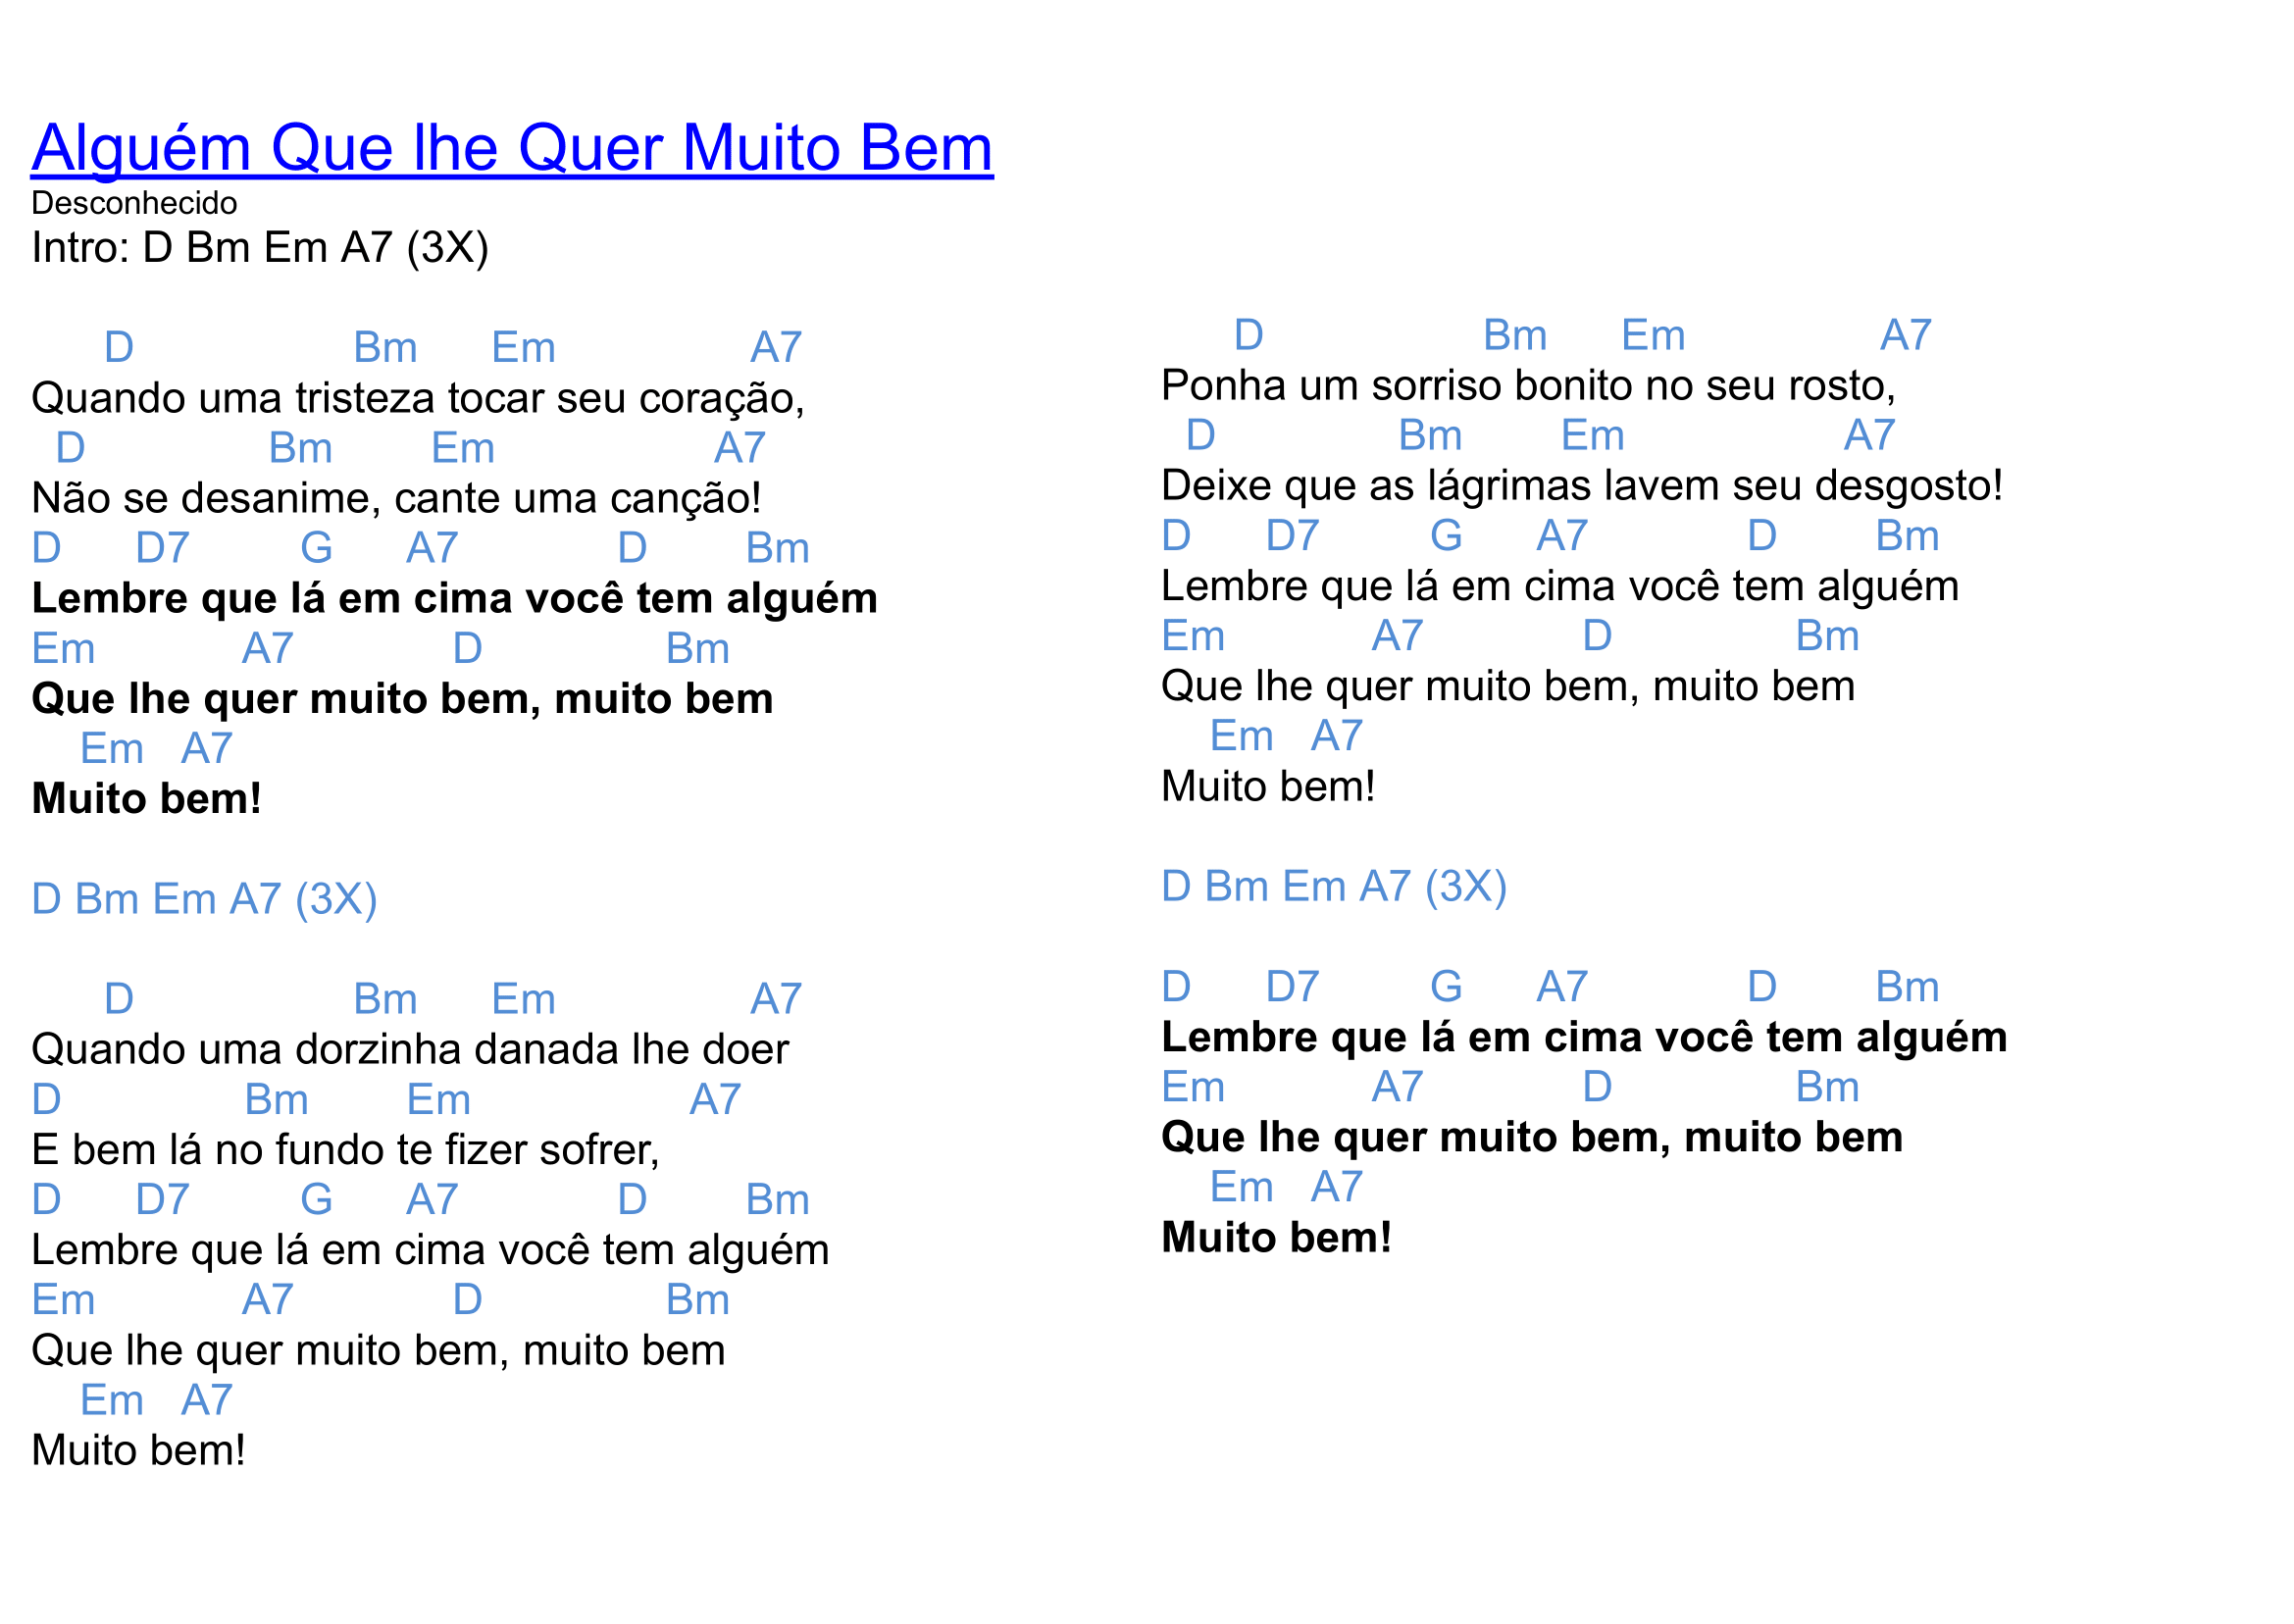 Alguém Que lhe Quer Muito Bem
Desconhecido
Intro: D Bm Em A7 (3X)
D Bm Em A7
Quando uma tristeza tocar seu coração,
D Bm Em A7
Não se desanime, cante uma canção!
D D7 G A7 D Bm
Lembre que lá em cima você tem alguém
Em A7 D Bm
Que lhe quer muito bem, muito bem
Em A7
Muito bem!
D Bm Em A7 (3X)
D Bm Em A7
Quando uma dorzinha danada lhe doer
D Bm Em A7
E bem lá no fundo te fizer sofrer,
D D7 G A7 D Bm
Lembre que lá em cima você tem alguém
Em A7 D Bm
Que lhe quer muito bem, muito bem
Em A7
Muito bem!
D Bm Em A7
Ponha um sorriso bonito no seu rosto,
D Bm Em A7
Deixe que as lágrimas lavem seu desgosto!
D D7 G A7 D Bm
Lembre que lá em cima você tem alguém
Em A7 D Bm
Que lhe quer muito bem, muito bem
Em A7
Muito bem!
D Bm Em A7 (3X)
D D7 G A7 D Bm
Lembre que lá em cima você tem alguém
Em A7 D Bm
Que lhe quer muito bem, muito bem
Em A7
Muito bem!